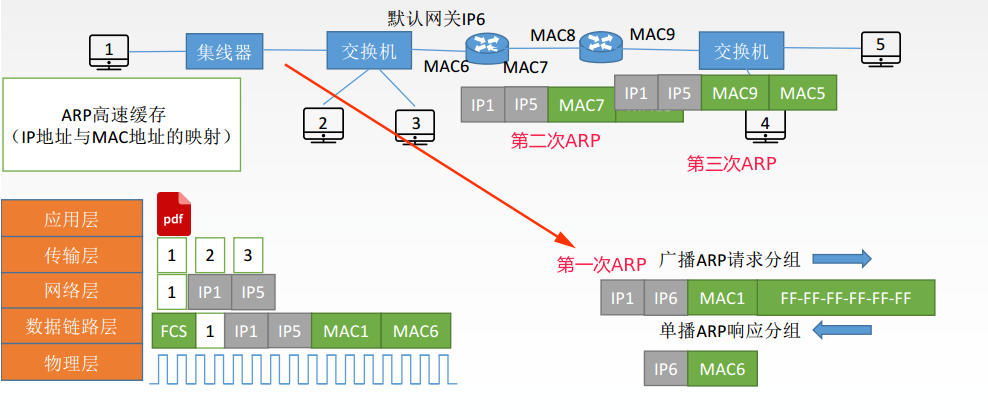 默认网关IP6
1
集线器
交换机
MAC6
MAC7
MAC8
MAC9
交换机
5
ARP高速缓存
（IP地址与MAC地址的映射）
2
3
IP1 IP5 MAC7
IP1 IP5 MAC9 MAC5
4
第二次ARP
第三次ARP
应用层
pdf
传输层
1 2 3
网络层
1 IP1 IP5
数据链路层
FCS 1 IP1 IP5 MAC1 MAC6
物理层
第一次ARP
广播ARP请求分组
IP1 IP6 MAC1 FF-FF-FF-FF-FF-FF
单播ARP响应分组
IP6 MAC6